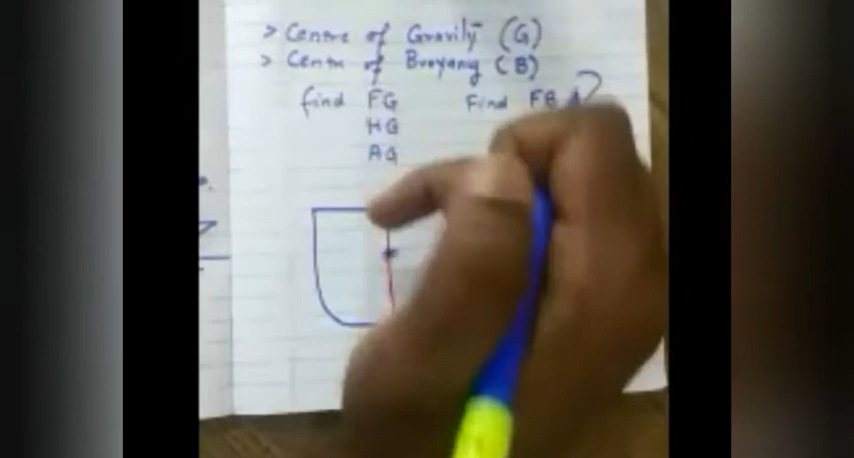 > Centre of Gravity (G)
> Centre of Buoyancy (B)
find FG Find FB
HG
AG